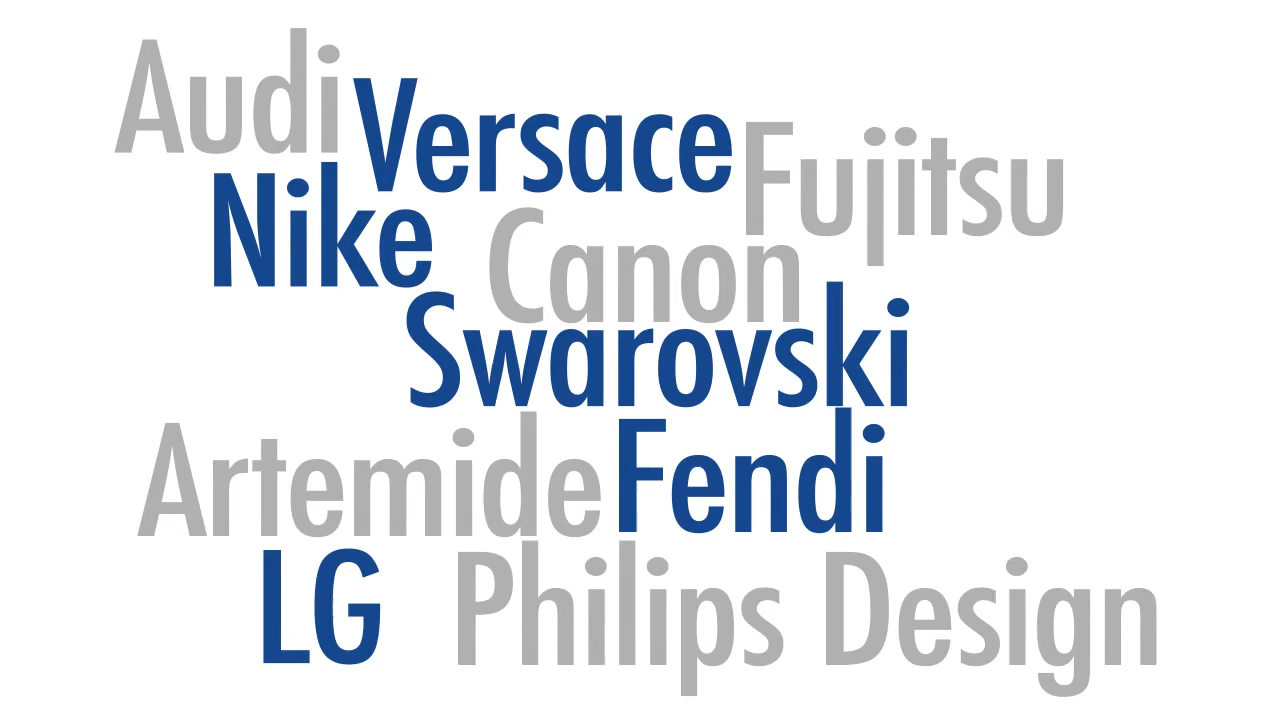 Audi Versace Fujitsu
Nike Canon
Swarovski
Artemide Fendi
LG Philips Design